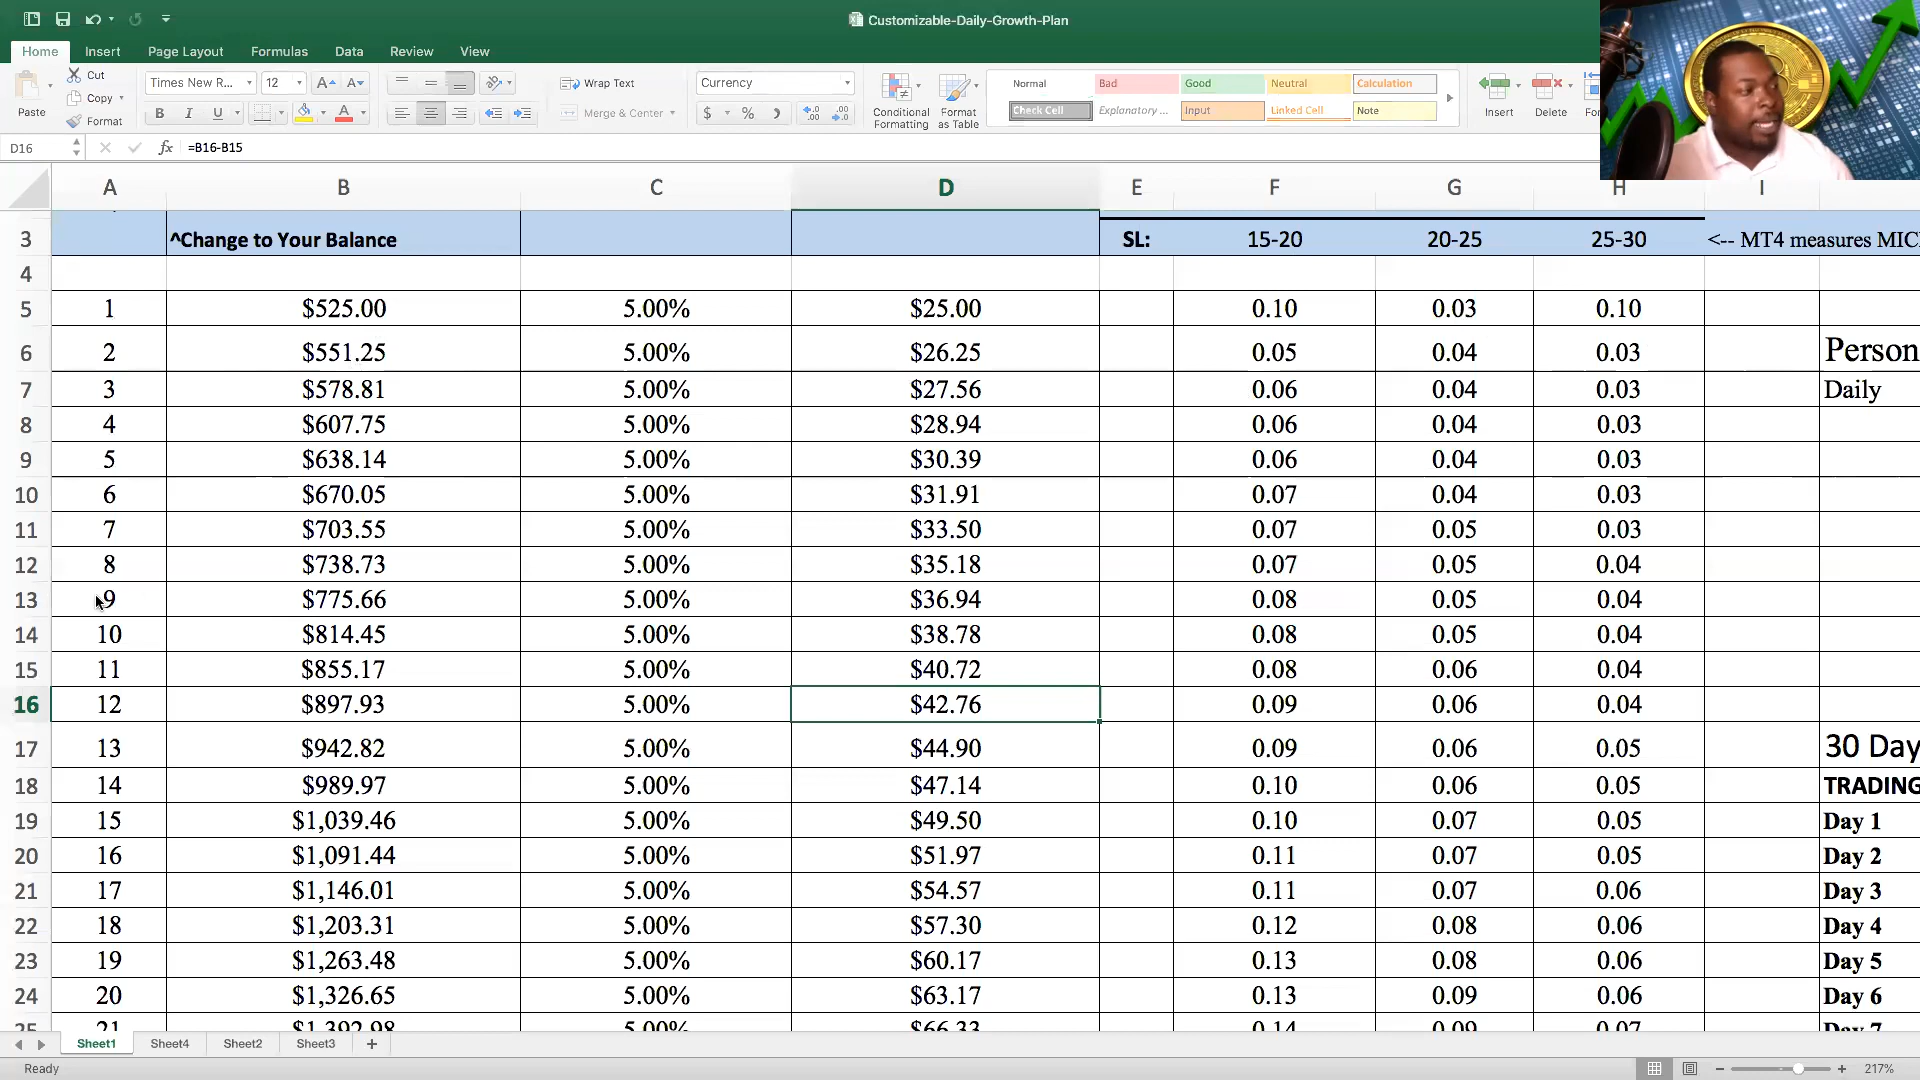 Customizable-Daily-Growth-Plan
Home Insert Page Layout Formulas Data Review View
Paste Cut Copy Format
Times New R... 12 A A
B I U A
Wrap Text
Merge & Center
Currency
$ %
Conditional Formatting
Format as Table
Normal Bad Good Neutral Calculation
Check Cell Explanatory ... Input Linked Cell Note
Insert Delete
D16 fx =B16-B15
A B C D E F G H I
3 ^Change to Your Balance SL: 15-20 20-25 25-30 <-- MT4 measures
4
5 1 $525.00 5.00% $25.00 0.10 0.03 0.10
6 2 $551.25 5.00% $26.25 0.05 0.04 0.03 Person
7 3 $578.81 5.00% $27.56 0.06 0.04 0.03 Daily
8 4 $607.75 5.00% $28.94 0.06 0.04 0.03
9 5 $638.14 5.00% $30.39 0.06 0.04 0.03
10 6 $670.05 5.00% $31.91 0.07 0.04 0.03
11 7 $703.55 5.00% $33.50 0.07 0.05 0.03
12 8 $738.73 5.00% $35.18 0.07 0.05 0.04
13 9 $775.66 5.00% $36.94 0.08 0.05 0.04
14 10 $814.45 5.00% $38.78 0.08 0.05 0.04
15 11 $855.17 5.00% $40.72 0.08 0.06 0.04
16 12 $897.93 5.00% $42.76 0.09 0.06 0.04
17 13 $942.82 5.00% $44.90 0.09 0.06 0.05 30 Day
18 14 $989.97 5.00% $47.14 0.10 0.06 0.05 TRADING
19 15 $1,039.46 5.00% $49.50 0.10 0.07 0.05 Day 1
20 16 $1,091.44 5.00% $51.97 0.11 0.07 0.05 Day 2
21 17 $1,146.01 5.00% $54.57 0.11 0.07 0.06 Day 3
22 18 $1,203.31 5.00% $57.30 0.12 0.08 0.06 Day 4
23 19 $1,263.48 5.00% $60.17 0.13 0.08 0.06 Day 5
24 20 $1,326.65 5.00% $63.17 0.13 0.09 0.06 Day 6
25 21 $1,392.98 5.00% $66.33 0.14 0.09 0.07 Day 7
Sheet1 Sheet4 Sheet2 Sheet3 +
Ready 217%